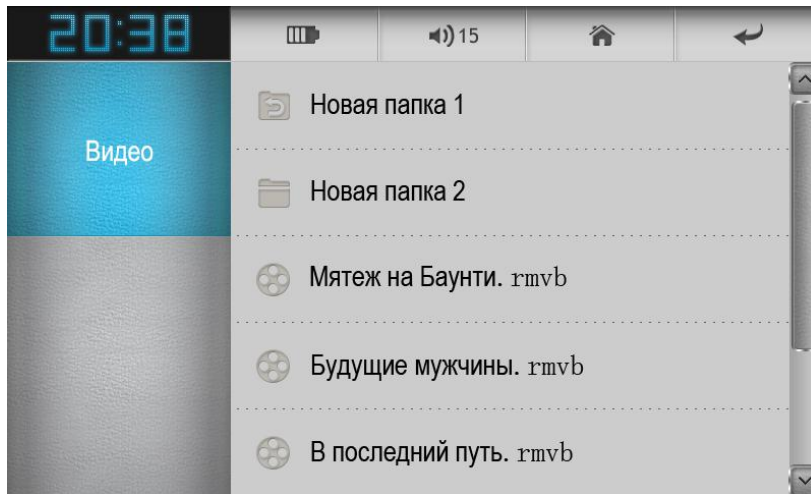 20:38
15
Видео
Новая папка 1
Новая папка 2
Мятеж на Баунти. rmvb
Будущие мужчины. rmvb
В последний путь. rmvb